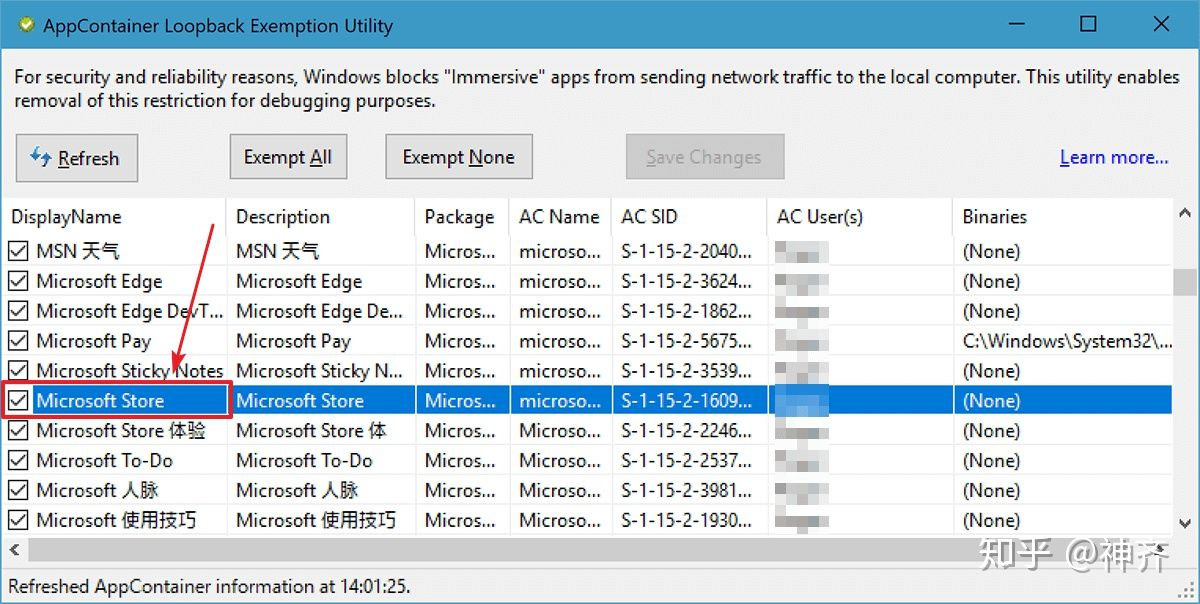 AppContainer Loopback Exemption Utility
For security and reliability reasons, Windows blocks "Immersive" apps from sending network traffic to the local computer. This utility enables
removal of this restriction for debugging purposes.
Refresh Exempt All Exempt None Save Changes Learn more...
DisplayName Description Package AC Name AC SID AC User(s) Binaries
MSN 天气 MSN 天气 Micros... microso... S-1-15-2-2040... (None)
Microsoft Edge Microsoft Edge Micros... microso... S-1-15-2-3624... (None)
Microsoft Edge DevT... Microsoft Edge De... Micros... microso... S-1-15-2-1862... (None)
Microsoft Pay Microsoft Pay Micros... microso... S-1-15-2-5675... C:\Windows\System32\...
Microsoft Sticky Notes Microsoft Sticky N... Micros... microso... S-1-15-2-3539... (None)
Microsoft Store Microsoft Store Micros... microso... S-1-15-2-1609... (None)
Microsoft Store 体验 Microsoft Store 体 Micros... microso... S-1-15-2-2246... (None)
Microsoft To-Do Microsoft To-Do Micros... microso... S-1-15-2-2537... (None)
Microsoft 人脉 Microsoft 人脉 Micros... microso... S-1-15-2-3981... (None)
Microsoft 使用技巧 Microsoft 使用技巧 Micros... microso... S-1-15-2-1930... (None)
知乎 @神齐
Refreshed AppContainer information at 14:01:25.